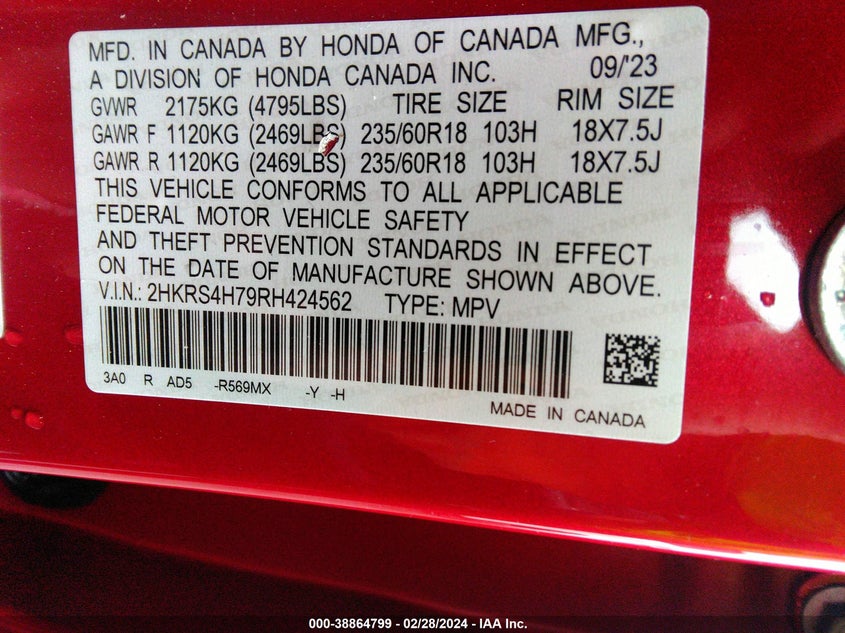 MFD. IN CANADA BY HONDA OF CANADA MFG.,
A DIVISION OF HONDA CANADA INC. 09/'23
GVWR 2175KG (4795LBS) TIRE SIZE RIM SIZE
GAWR F 1120KG (2469LBS) 235/60R18 103H 18X7.5J
GAWR R 1120KG (2469LBS) 235/60R18 103H 18X7.5J
THIS VEHICLE CONFORMS TO ALL APPLICABLE
FEDERAL MOTOR VEHICLE SAFETY
AND THEFT PREVENTION STANDARDS IN EFFECT
ON THE DATE OF MANUFACTURE SHOWN ABOVE.
V.I.N.: 2HKRS4H79RH424562 TYPE: MPV
3A0 R AD5 -R569MX -Y -H
MADE IN CANADA
000-38864799 - 02/28/2024 - IAA Inc.